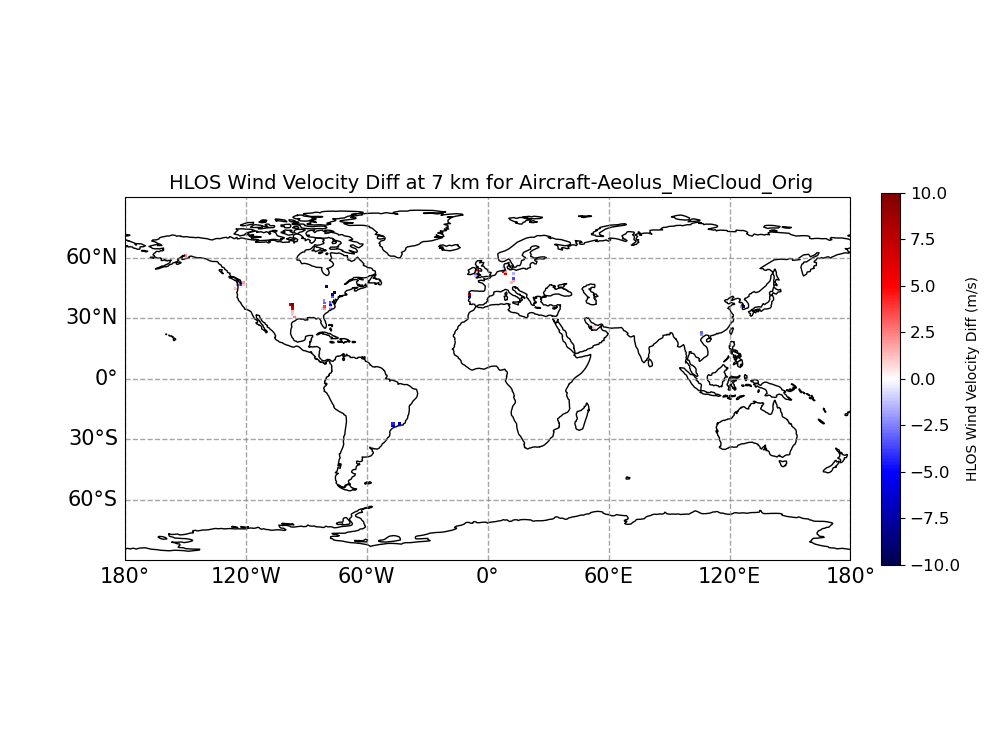 HLOS Wind Velocity Diff at 7 km for Aircraft-Aeolus_MieCloud_Orig
60°N
30°N
0°
30°S
60°S
180° 120°W 60°W 0° 60°E 120°E 180°
10.0
7.5
5.0
2.5
0.0
−2.5
−5.0
−7.5
−10.0
HLOS Wind Velocity Diff (m/s)